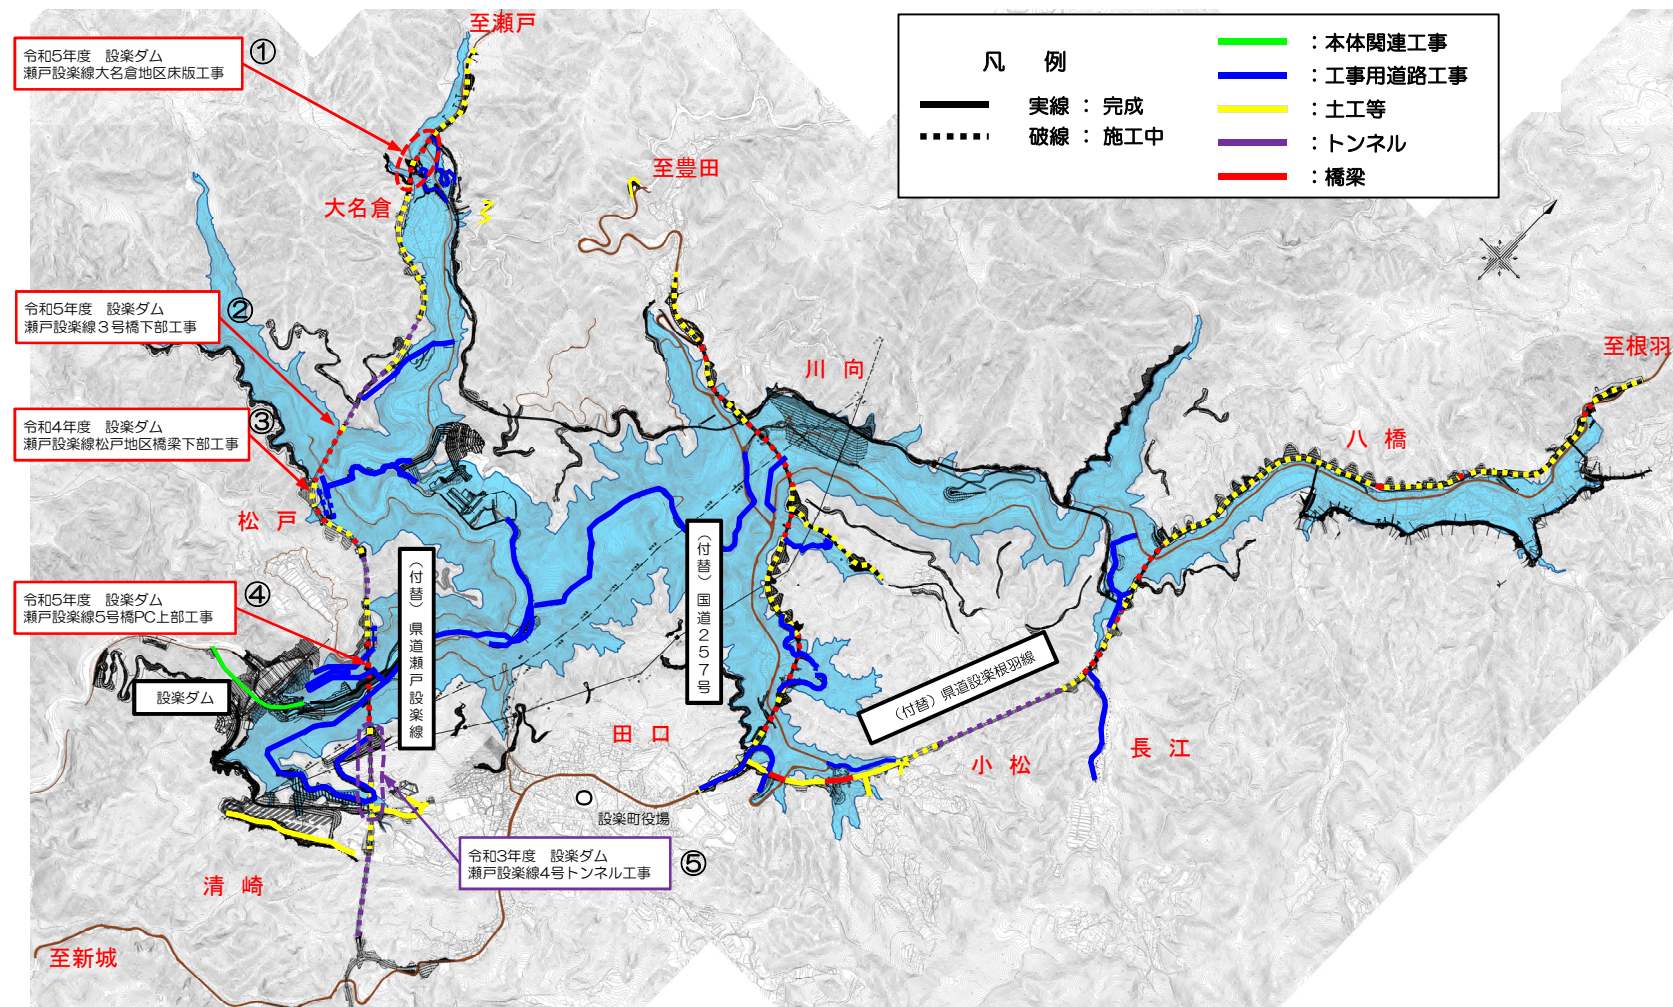 至瀬戸
令和5年度　設楽ダム
瀬戸設楽線大名倉地区床版工事
①
凡　例
実線 ： 完成
破線 ： 施工中
：本体関連工事
：工事用道路工事
：土工等
：トンネル
：橋梁
至豊田
大名倉
令和5年度　設楽ダム
瀬戸設楽線３号橋下部工事
②
川 向
至根羽
令和4年度　設楽ダム
瀬戸設楽線松戸地区橋梁下部工事
③
八 橋
松 戸
（付替）県道瀬戸設楽線
（付替）国道２５７号
令和5年度　設楽ダム
瀬戸設楽線5号橋PC上部工事
④
（付替）県道設楽根羽線
設楽ダム
田 口
小 松
長 江
設楽町役場
令和3年度　設楽ダム
瀬戸設楽線4号トンネル工事
⑤
清 崎
至新城